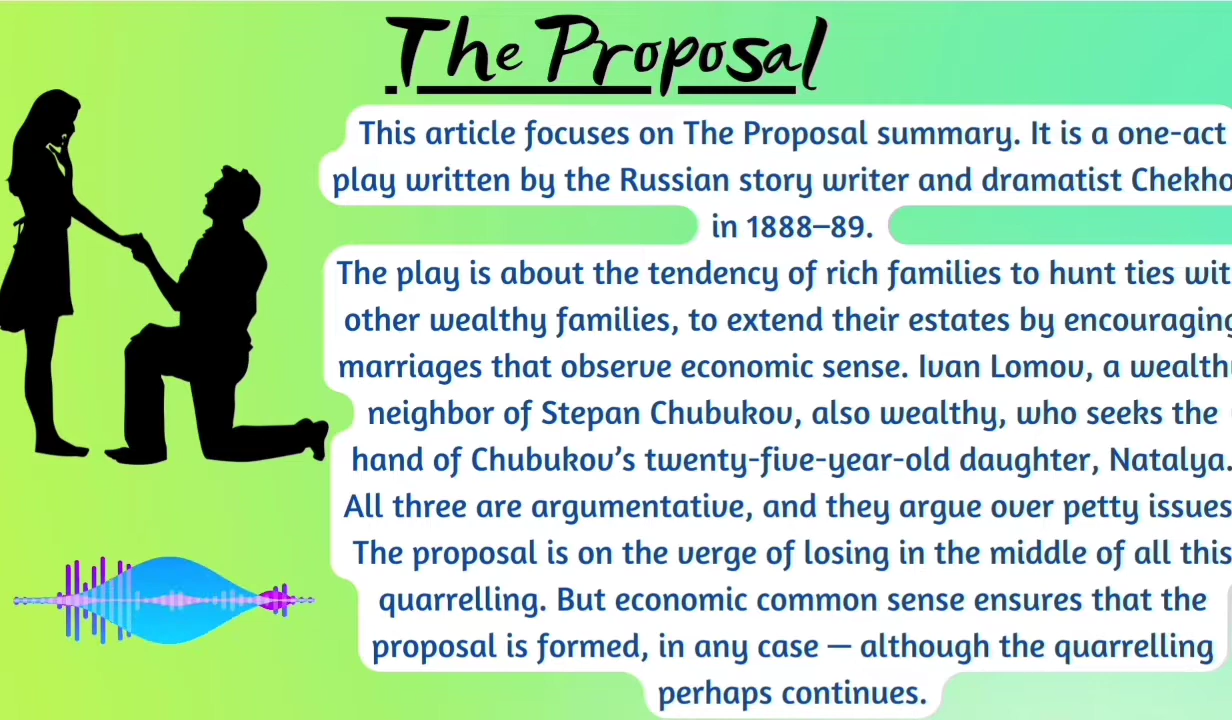 The Proposal
This article focuses on The Proposal summary. It is a one-act
play written by the Russian story writer and dramatist Chekho
in 1888–89.
The play is about the tendency of rich families to hunt ties wit
other wealthy families, to extend their estates by encouraging
marriages that observe economic sense. Ivan Lomov, a wealth
neighbor of Stepan Chubukov, also wealthy, who seeks the
hand of Chubukov’s twenty-five-year-old daughter, Natalya.
All three are argumentative, and they argue over petty issues
The proposal is on the verge of losing in the middle of all this
quarrelling. But economic common sense ensures that the
proposal is formed, in any case — although the quarrelling
perhaps continues.